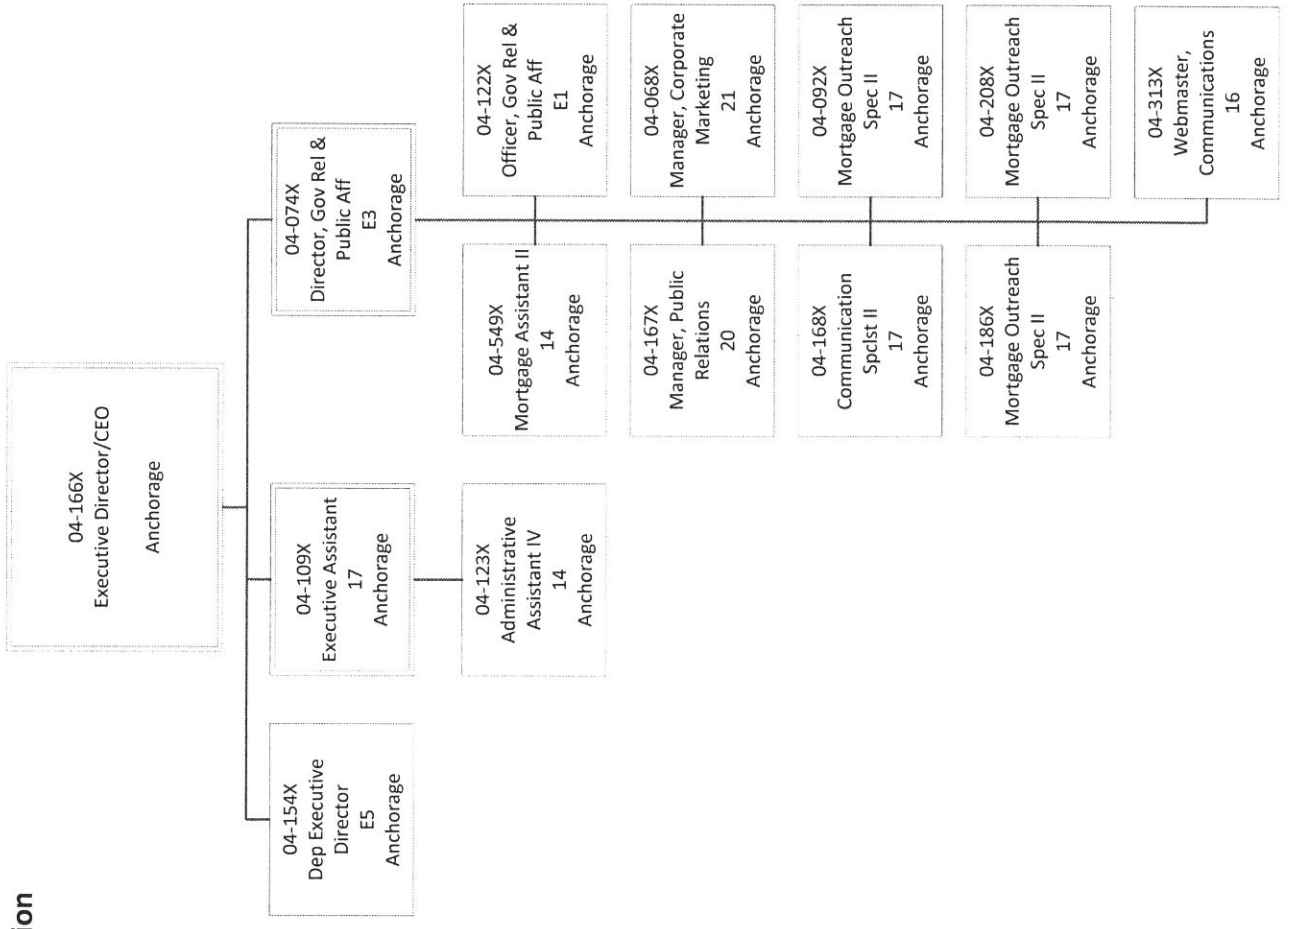 ion
04-166X
Executive Director/CEO
Anchorage
04-154X
Dep Executive
Director
E5
Anchorage
04-109X
Executive Assistant
17
Anchorage
04-074X
Director, Gov Rel &
Public Aff
E3
Anchorage
04-123X
Administrative
Assistant IV
14
Anchorage
04-549X
Mortgage Assistant II
14
Anchorage
04-122X
Officer, Gov Rel &
Public Aff
E1
Anchorage
04-167X
Manager, Public
Relations
20
Anchorage
04-068X
Manager, Corporate
Marketing
21
Anchorage
04-168X
Communication
Spclst II
17
Anchorage
04-092X
Mortgage Outreach
Spec II
17
Anchorage
04-186X
Mortgage Outreach
Spec II
17
Anchorage
04-208X
Mortgage Outreach
Spec II
17
Anchorage
04-313X
Webmaster,
Communications
16
Anchorage